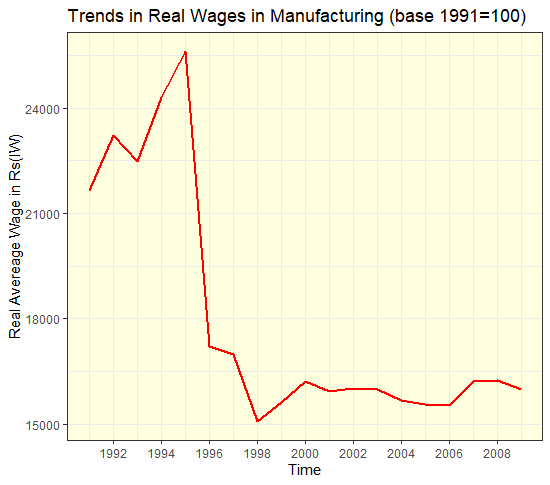 Trends in Real Wages in Manufacturing (base 1991=100)
Real Avereage Wage in Rs(IW)
24000
21000
18000
15000
1992 1994 1996 1998 2000 2002 2004 2006 2008
Time